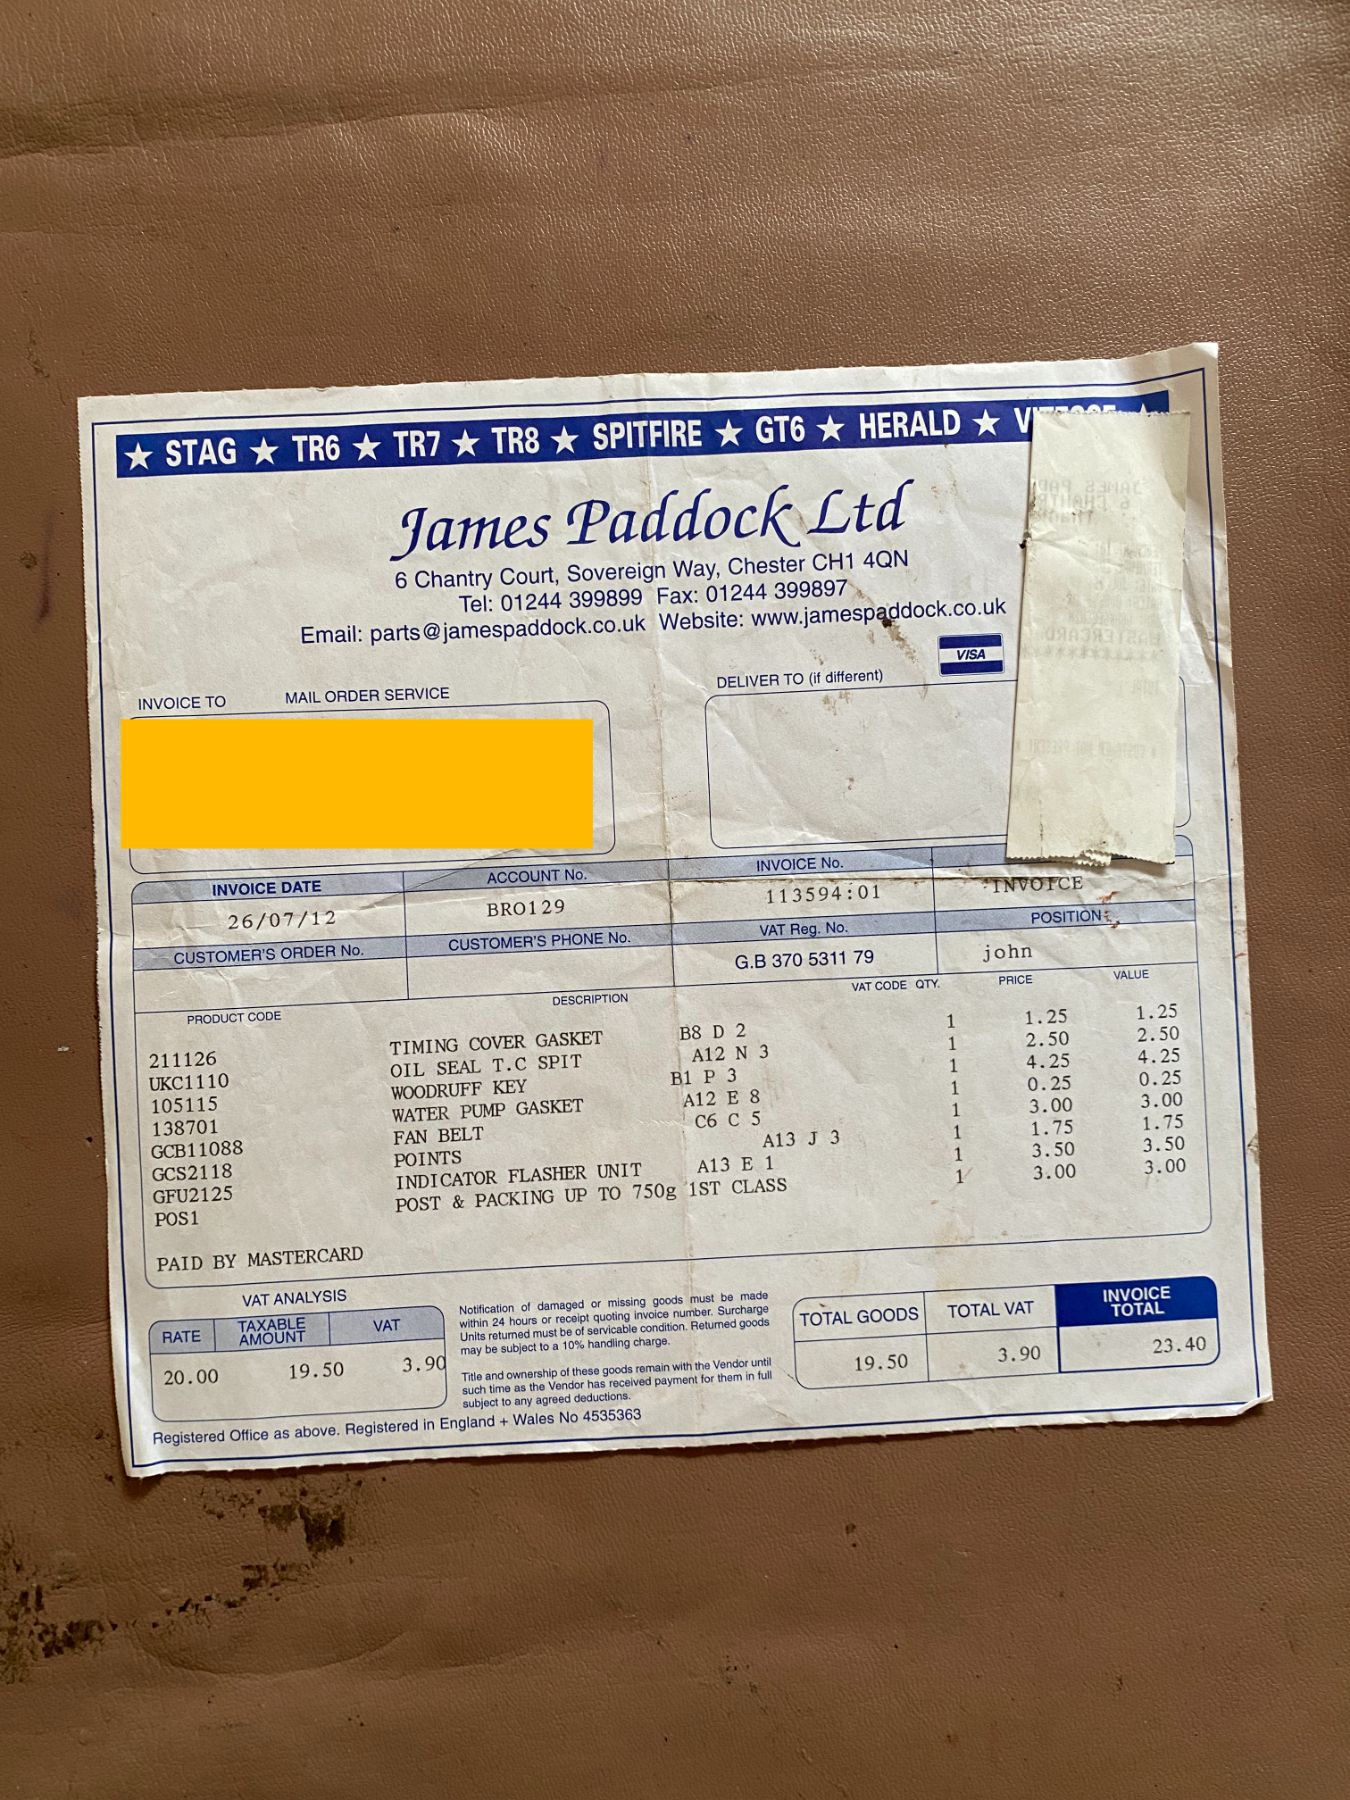 ★ STAG ★ TR6 ★ TR7 ★ TR8 ★ SPITFIRE ★ GT6 ★ HERALD ★
James Paddock Ltd
6 Chantry Court, Sovereign Way, Chester CH1 4QN
Tel: 01244 399899 Fax: 01244 399897
Email: parts@jamespaddock.co.uk Website: www.jamespaddock.co.uk
VISA
INVOICE TO MAIL ORDER SERVICE
DELIVER TO (if different)
INVOICE DATE ACCOUNT No. INVOICE No.
26/07/12 BRO129 113594:01 INVOICE
CUSTOMER'S ORDER No. CUSTOMER'S PHONE No. VAT Reg. No. POSITION
G.B 370 5311 79 john
PRODUCT CODE DESCRIPTION VAT CODE QTY. PRICE VALUE
211126 TIMING COVER GASKET B8 D 2 1 1.25 1.25
UKC1110 OIL SEAL T.C SPIT A12 N 3 1 2.50 2.50
105115 WOODRUFF KEY B1 P 3 1 4.25 4.25
138701 WATER PUMP GASKET A12 E 8 1 0.25 0.25
GCB11088 FAN BELT C6 C 5 1 3.00 3.00
GCS2118 POINTS A13 J 3 1 1.75 1.75
GFU2125 INDICATOR FLASHER UNIT A13 E 1 1 3.50 3.50
POS1 POST & PACKING UP TO 750g 1ST CLASS 1 3.00 3.00
PAID BY MASTERCARD
VAT ANALYSIS
RATE TAXABLE AMOUNT VAT
20.00 19.50 3.90
Notification of damaged or missing goods must be made
within 24 hours or receipt quoting invoice number. Surcharge
Units returned must be of servicable condition. Returned goods
may be subject to a 10% handling charge.
Title and ownership of these goods remain with the Vendor until
such time as the Vendor has received payment for them in full
subject to any agreed deductions.
TOTAL GOODS TOTAL VAT INVOICE TOTAL
19.50 3.90 23.40
Registered Office as above. Registered in England + Wales No 4535363